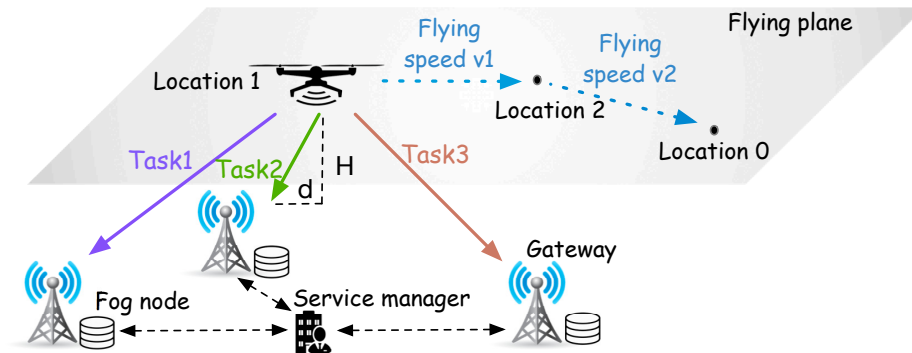 Flying plane
Flying
speed v1
Flying
speed v2
Location 1
Location 2
Location 0
Task1
Task2
H
Task3
d
Gateway
Fog node
Service manager